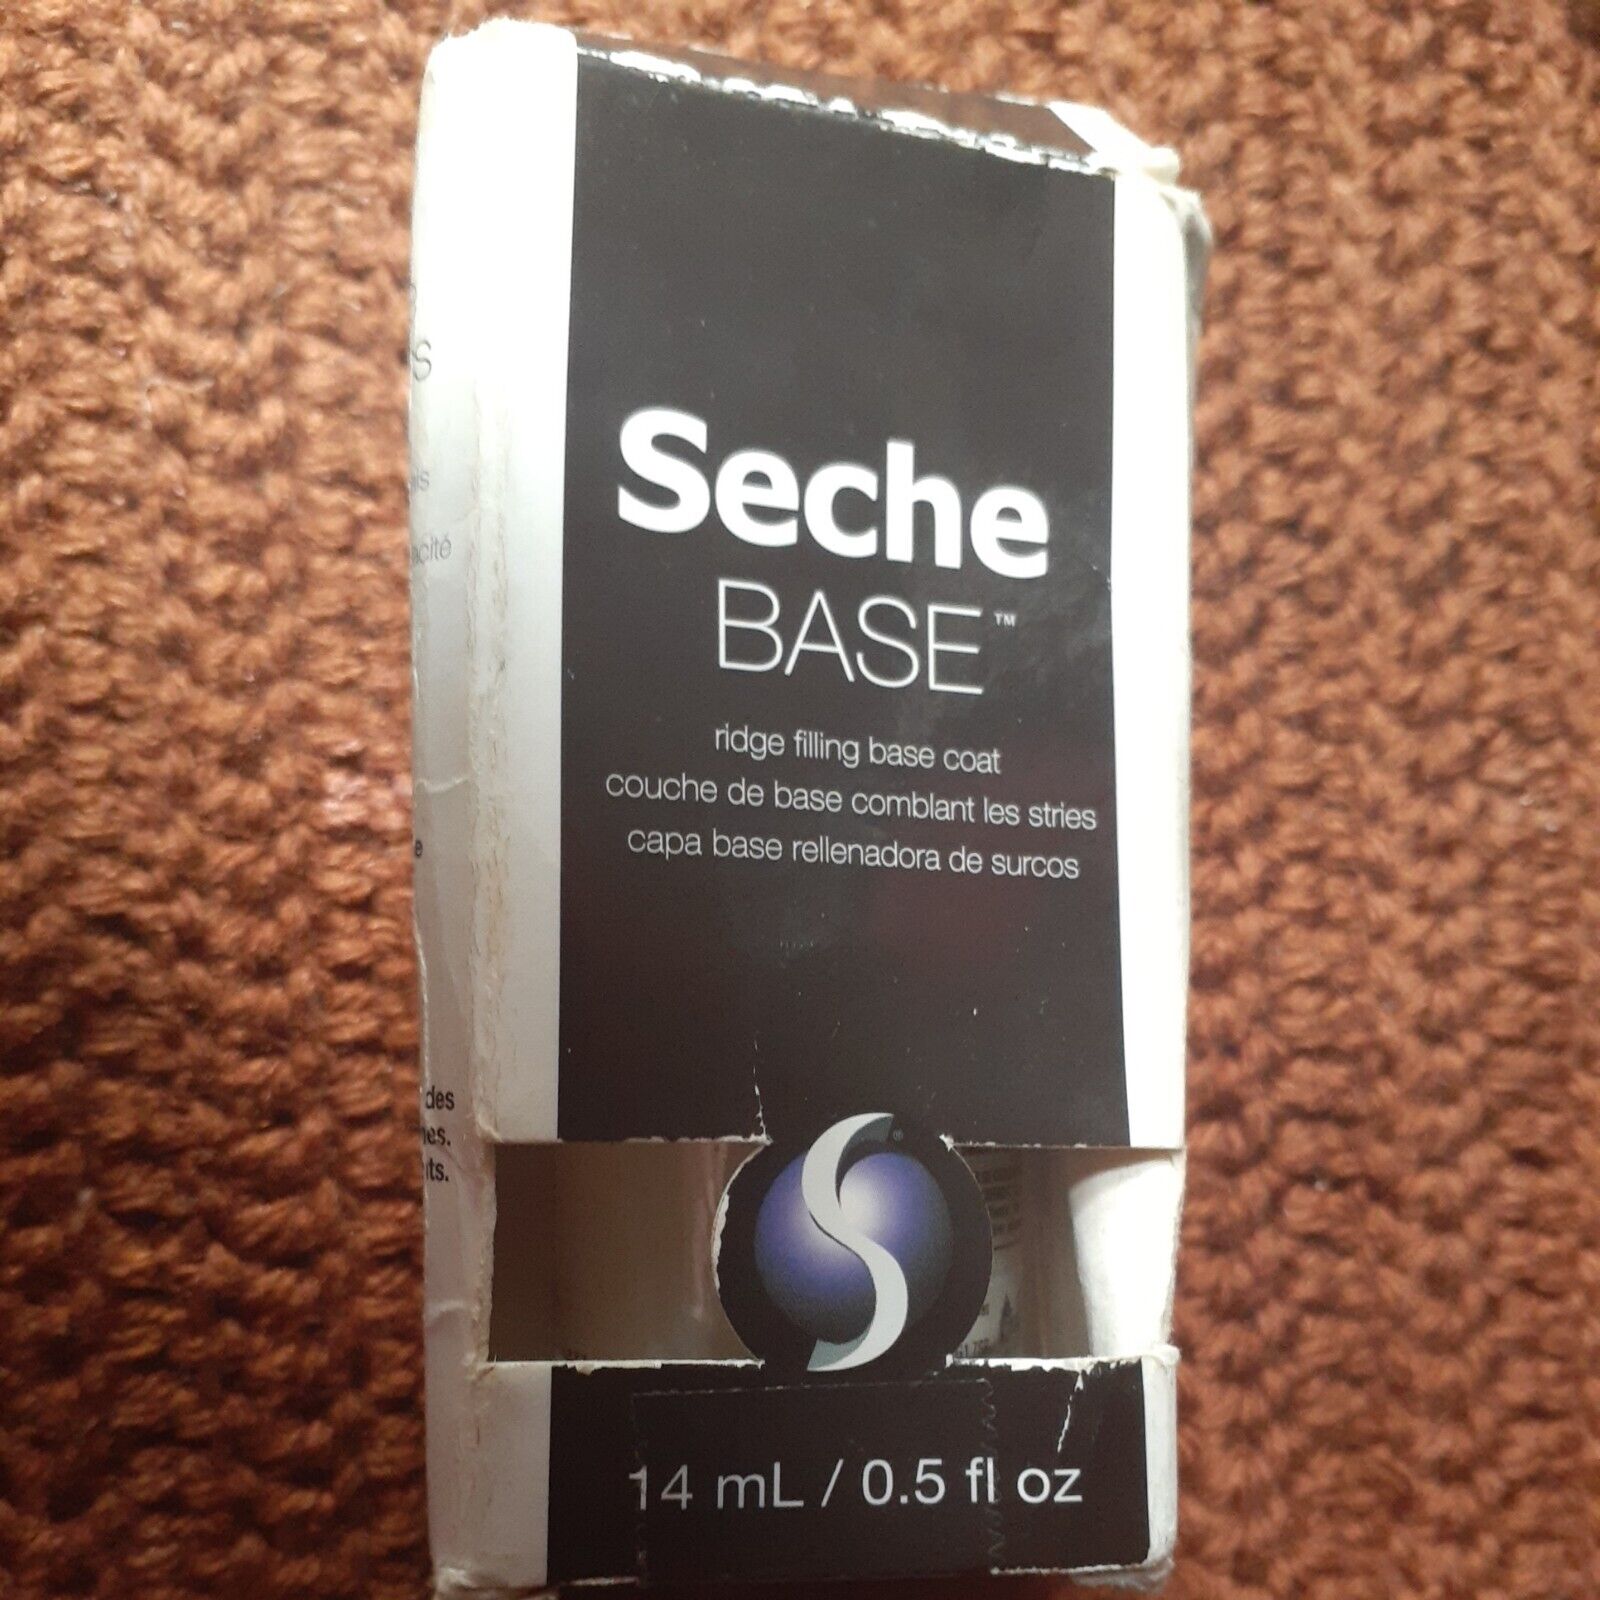 Seche
BASE™
ridge filling base coat
couche de base comblant les stries
capa base rellenadora de surcos
®
14 mL / 0.5 fl oz
des